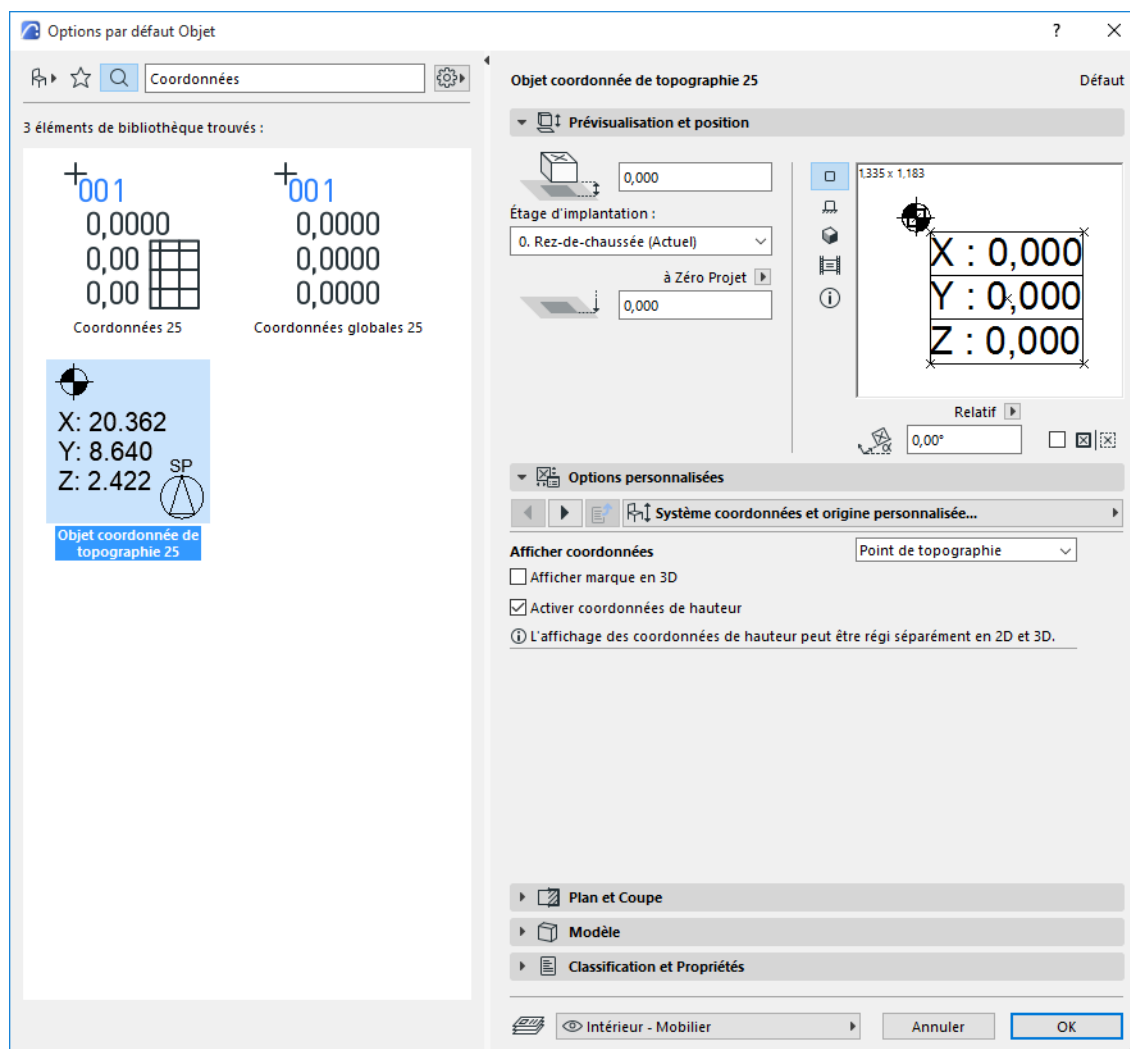 Options par défaut Objet
?
Coordonnées
3 éléments de bibliothèque trouvés :
001
0,0000
0,00
0,00
Coordonnées 25
001
0,0000
0,0000
0,0000
Coordonnées globales 25
X: 20.362
Y: 8.640
Z: 2.422
SP
Objet coordonnée de
topographie 25
Objet coordonnée de topographie 25
Défaut
Prévisualisation et position
0,000
Étage d'implantation :
0. Rez-de-chaussée (Actuel)
à Zéro Projet
0,000
1,335 x 1,183
X : 0,000
Y : 0,000
Z : 0,000
Relatif
α
0,00°
Options personnalisées
Système coordonnées et origine personnalisée...
Afficher coordonnées
Point de topographie
Afficher marque en 3D
Activer coordonnées de hauteur
L'affichage des coordonnées de hauteur peut être régi séparément en 2D et 3D.
Plan et Coupe
Modèle
Classification et Propriétés
Intérieur - Mobilier
Annuler
OK